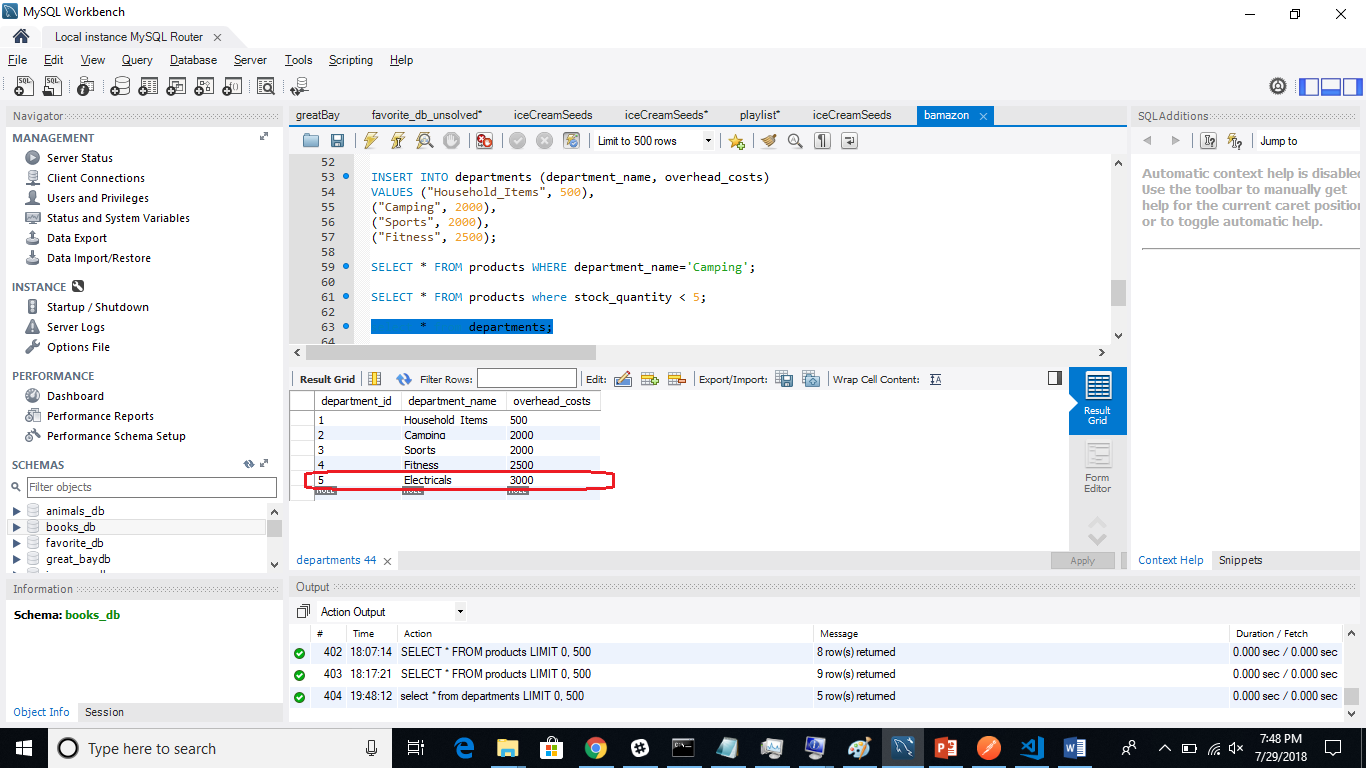 MySQL Workbench
Local instance MySQL Router
File Edit View Query Database Server Tools Scripting Help
Navigator
MANAGEMENT
Server Status
Client Connections
Users and Privileges
Status and System Variables
Data Export
Data Import/Restore
INSTANCE
Startup / Shutdown
Server Logs
Options File
PERFORMANCE
Dashboard
Performance Reports
Performance Schema Setup
SCHEMAS
Filter objects
animals_db
books_db
favorite_db
great_baydb
Information
Schema: books_db
Object Info Session
greatBay favorite_db_unsolved* iceCreamSeeds iceCreamSeeds* playlist* iceCreamSeeds bamazon
Limit to 500 rows
52
53 INSERT INTO departments (department_name, overhead_costs)
54 VALUES ("Household_Items", 500),
55 ("Camping", 2000),
56 ("Sports", 2000),
57 ("Fitness", 2500);
58
59 SELECT * FROM products WHERE department_name='Camping';
60
61 SELECT * FROM products where stock_quantity < 5;
62
63 * departments;
64
Result Grid Filter Rows: Edit: Export/Import: Wrap Cell Content:
department_id department_name overhead_costs
1 Household_Items 500
2 Camping 2000
3 Sports 2000
4 Fitness 2500
5 Electricals 3000
NULL NULL NULL
Result
Grid
Form
Editor
departments 44
Apply
SQLAdditions
Jump to
Automatic context help is disabled
Use the toolbar to manually get
help for the current caret position
or to toggle automatic help.
Context Help Snippets
Output
Action Output
# Time Action Message Duration / Fetch
402 18:07:14 SELECT * FROM products LIMIT 0, 500 8 row(s) returned 0.000 sec / 0.000 sec
403 18:17:21 SELECT * FROM products LIMIT 0, 500 9 row(s) returned 0.000 sec / 0.000 sec
404 19:48:12 select * from departments LIMIT 0, 500 5 row(s) returned 0.000 sec / 0.000 sec
Type here to search
7:48 PM
7/29/2018